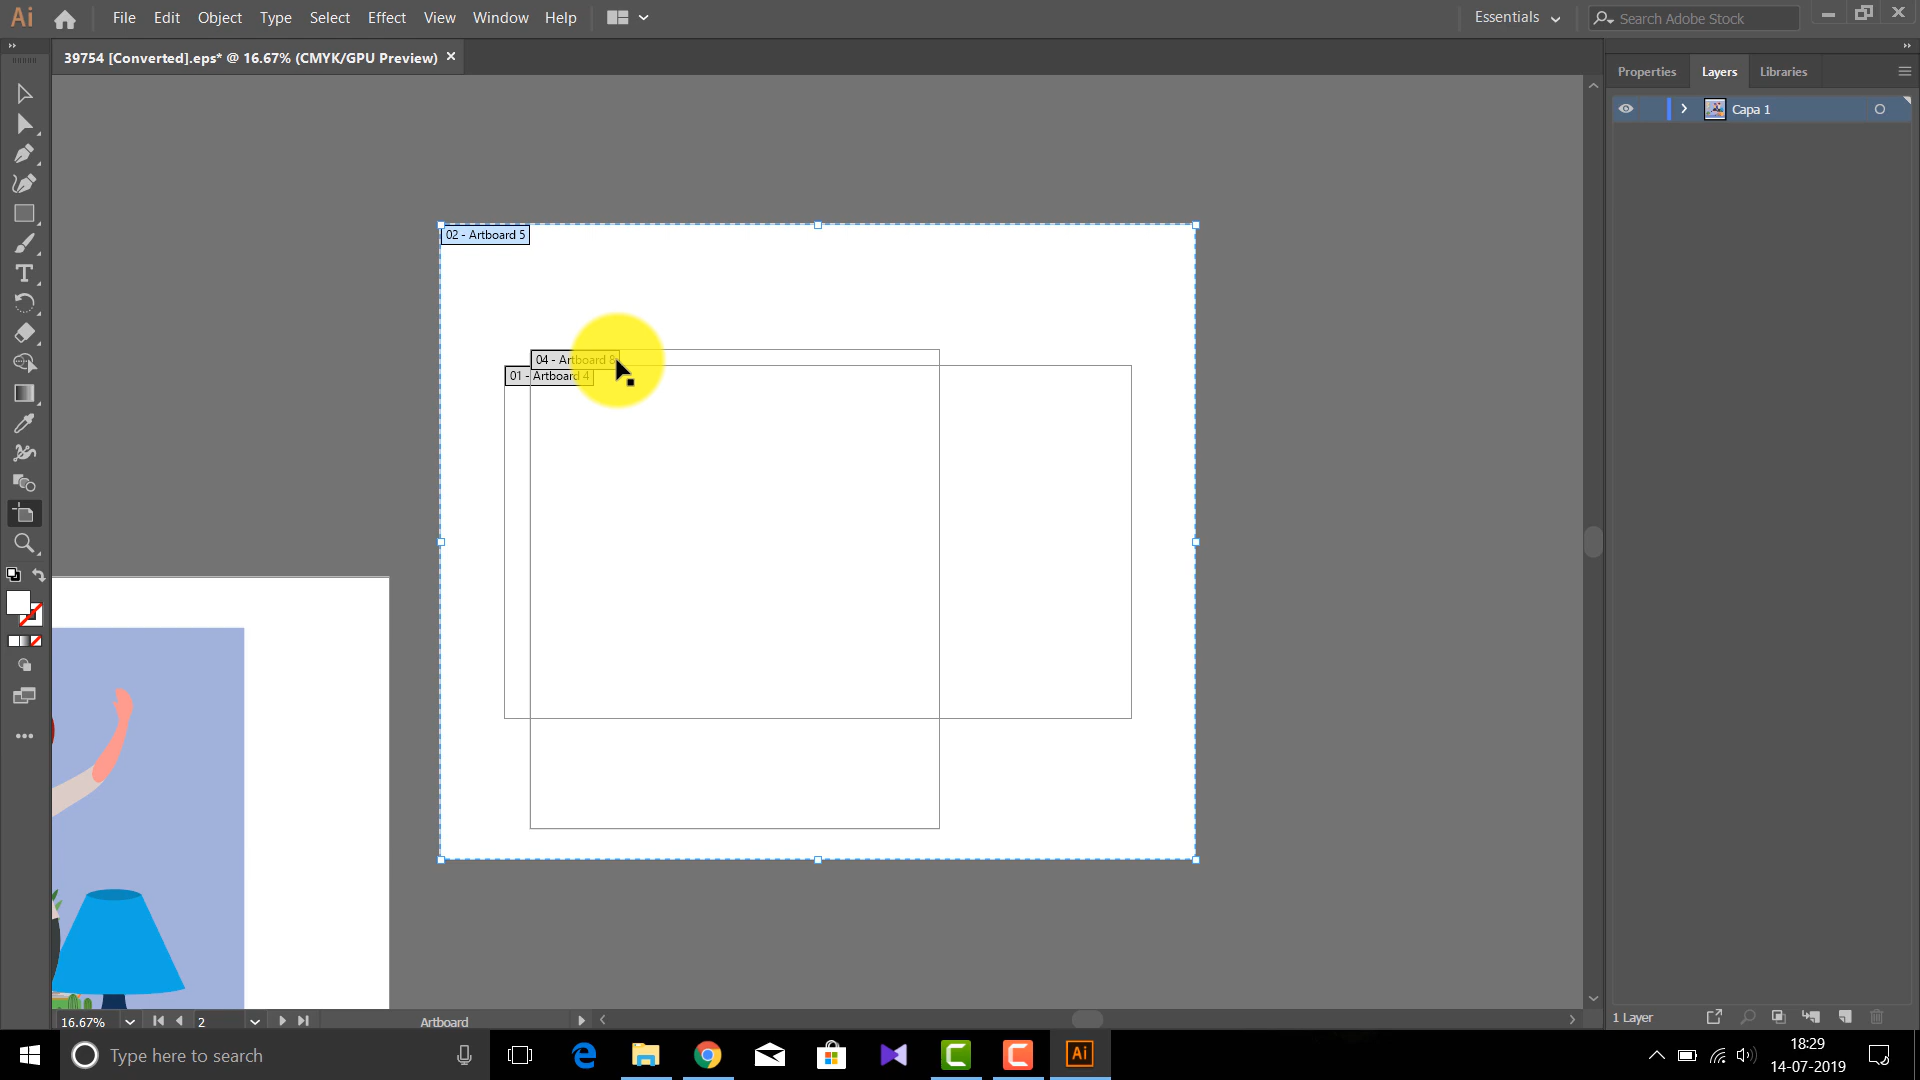 Ai File Edit Object Type Select Effect View Window Help Essentials Search Adobe Stock
39754 [Converted].eps* @ 16.67% (CMYK/GPU Preview)
Properties Layers Libraries
Capa 1
02 - Artboard 5
04 - Artboard 8
01 - Artboard 4
16.67% 2 Artboard
1 Layer
Type here to search
Ai
18:29
14-07-2019